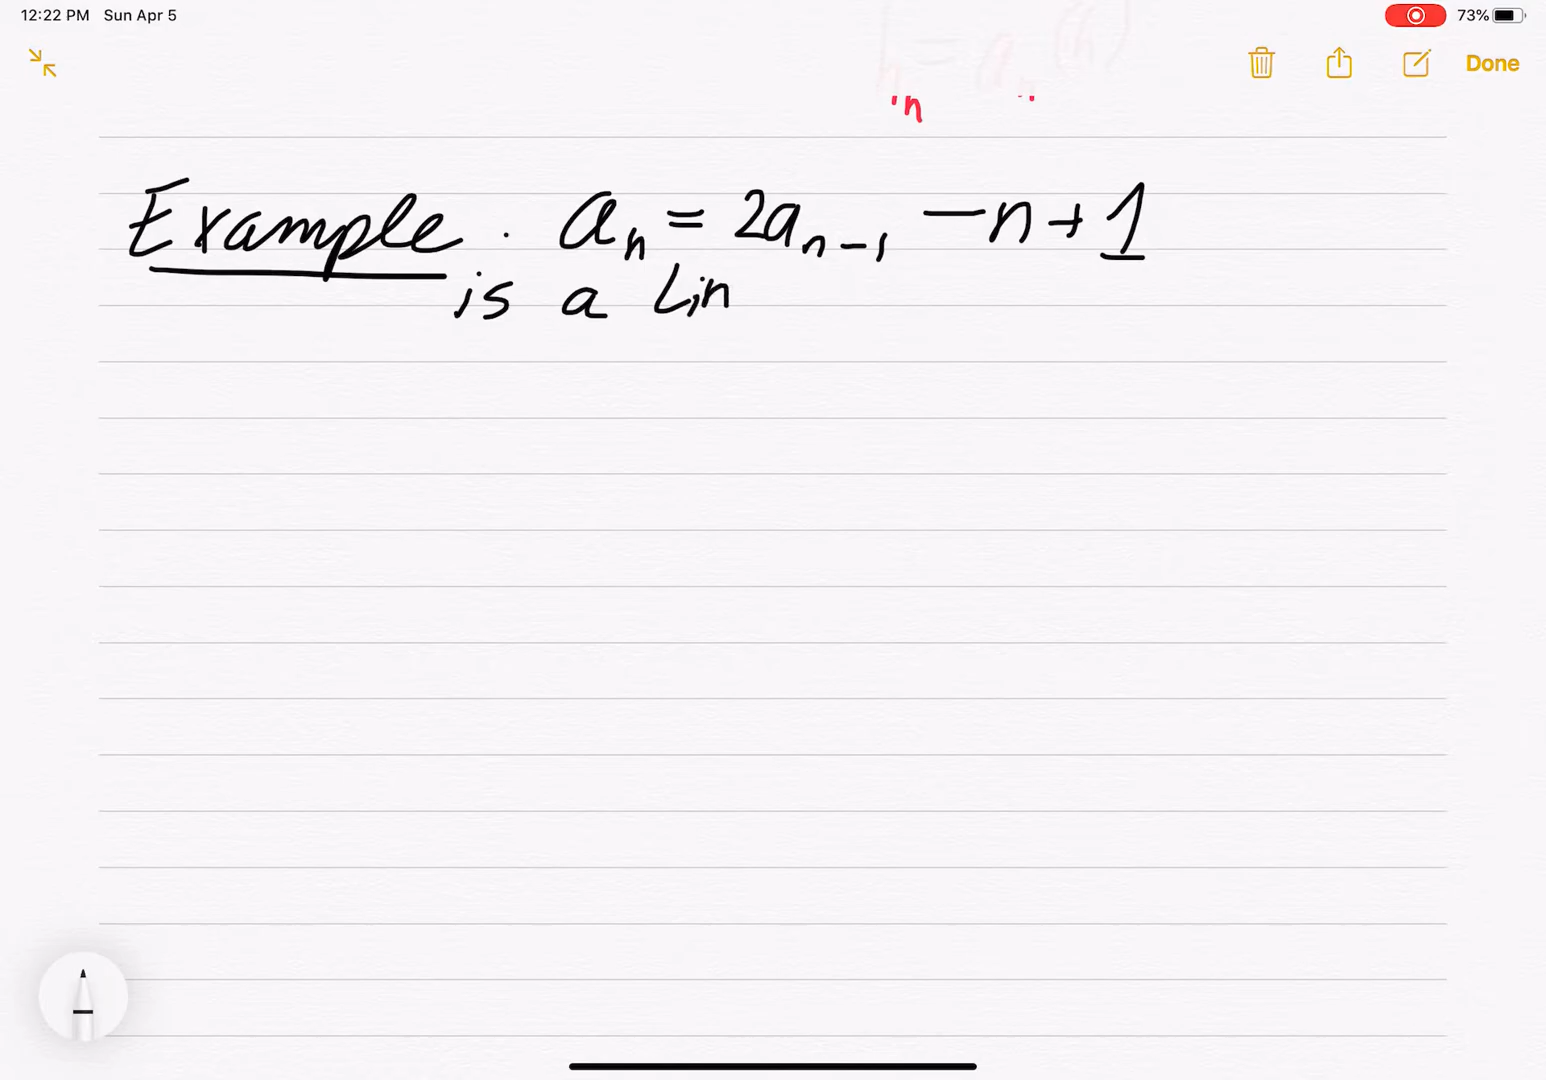 12:22 PM Sun Apr 5
73%
Done
n
Example . aₙ = 2aₙ₋₁ -n+1
is a Lin